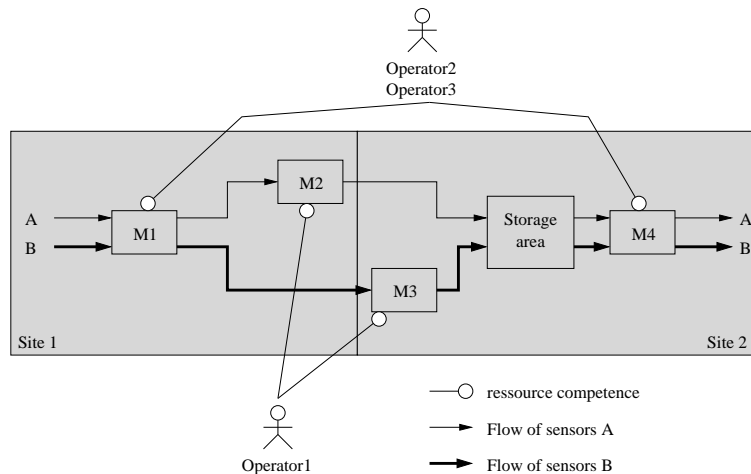 Operator2
Operator3
M2
A
M1
B
Storage
area
M4
A
B
M3
Site 1
Site 2
ressource competence
Flow of sensors A
Operator1
Flow of sensors B